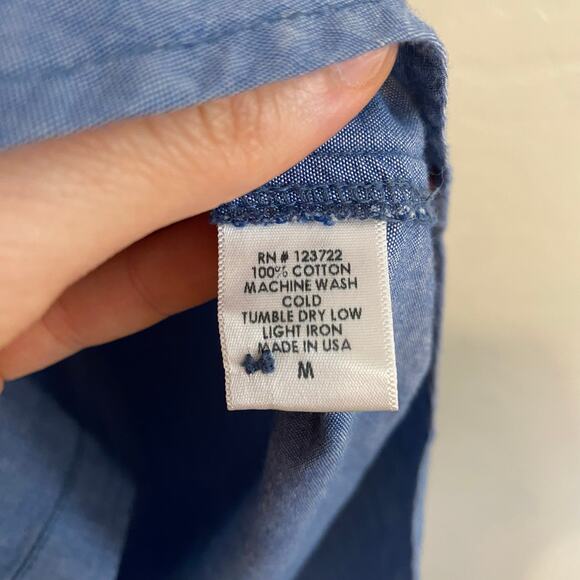 RN # 123722
100% COTTON
MACHINE WASH
COLD
TUMBLE DRY LOW
LIGHT IRON
MADE IN USA
M